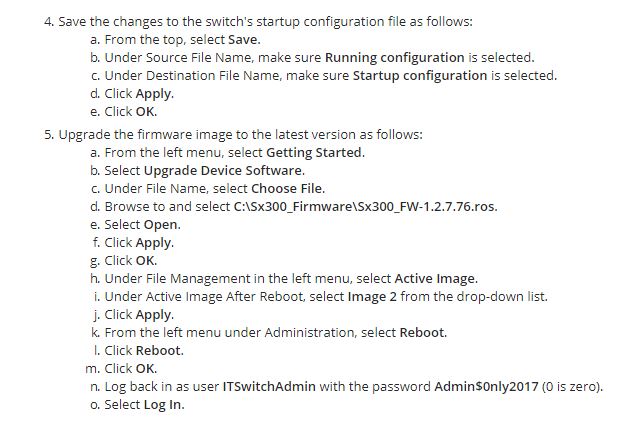 4. Save the changes to the switch's startup configuration file as follows:
a. From the top, select Save.
b. Under Source File Name, make sure Running configuration is selected.
c. Under Destination File Name, make sure Startup configuration is selected.
d. Click Apply.
e. Click OK.
5. Upgrade the firmware image to the latest version as follows:
a. From the left menu, select Getting Started.
b. Select Upgrade Device Software.
c. Under File Name, select Choose File.
d. Browse to and select C:\Sx300_Firmware\Sx300_FW-1.2.7.76.ros.
e. Select Open.
f. Click Apply.
g. Click OK.
h. Under File Management in the left menu, select Active Image.
i. Under Active Image After Reboot, select Image 2 from the drop-down list.
j. Click Apply.
k. From the left menu under Administration, select Reboot.
l. Click Reboot.
m. Click OK.
n. Log back in as user ITSwitchAdmin with the password Admin$0nly2017 (0 is zero).
o. Select Log In.